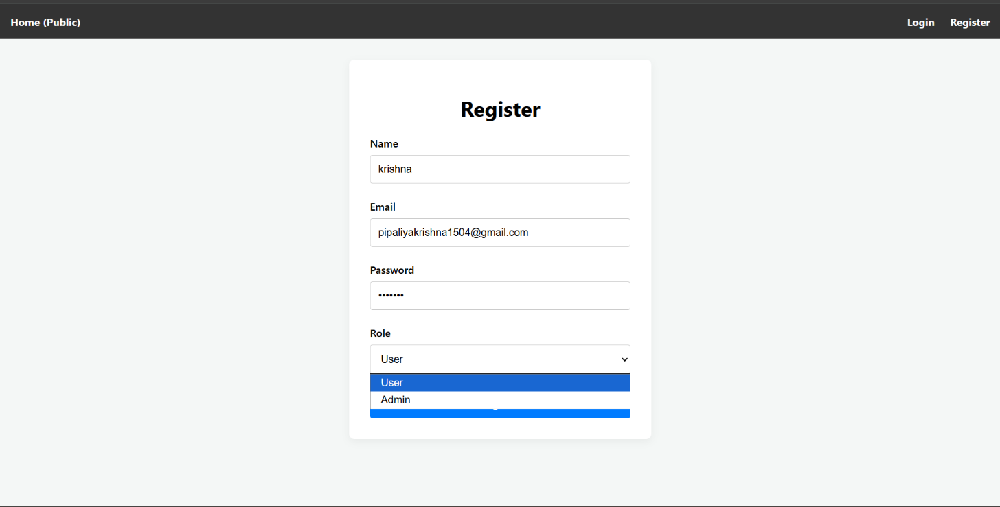 Home (Public) Login Register
Register
Name
krishna
Email
pipaliyakrishna1504@gmail.com
Password
•••••••
Role
User
User
Admin